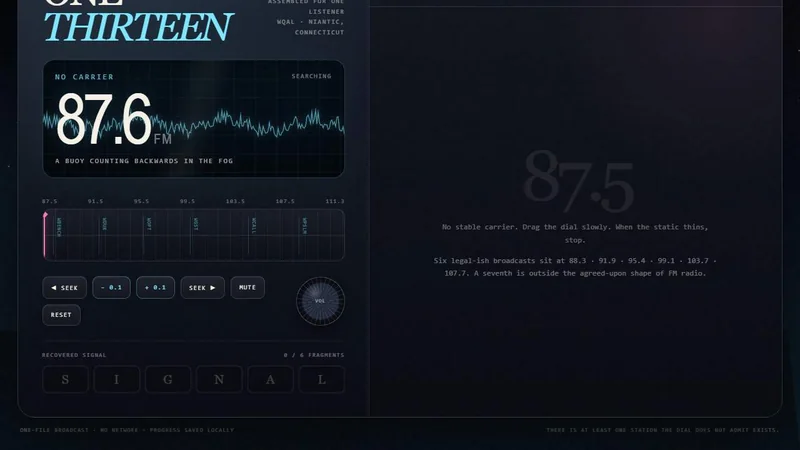 ONE
THIRTEEN
ASSEMBLED FOR ONE
LISTENER
WQAL · NIANTIC,
CONNECTICUT
NO CARRIER
SEARCHING
87.6 FM
A BUOY COUNTING BACKWARDS IN THE FOG
87.5 91.5 95.5 99.5 103.5 107.5 111.3
◀ SEEK
− 0.1
+ 0.1
SEEK ▶
MUTE
RESET
VOL
RECOVERED SIGNAL
0 / 6 FRAGMENTS
S I G N A L
87.5
No stable carrier. Drag the dial slowly. When the static thins,
stop.
Six legal-ish broadcasts sit at 88.3 · 91.9 · 95.4 · 99.1 · 103.7 ·
107.7. A seventh is outside the agreed-upon shape of FM radio.
ONE-FILE BROADCAST · NO NETWORK · PROGRESS SAVED LOCALLY
THERE IS AT LEAST ONE STATION THE DIAL DOES NOT ADMIT EXISTS.